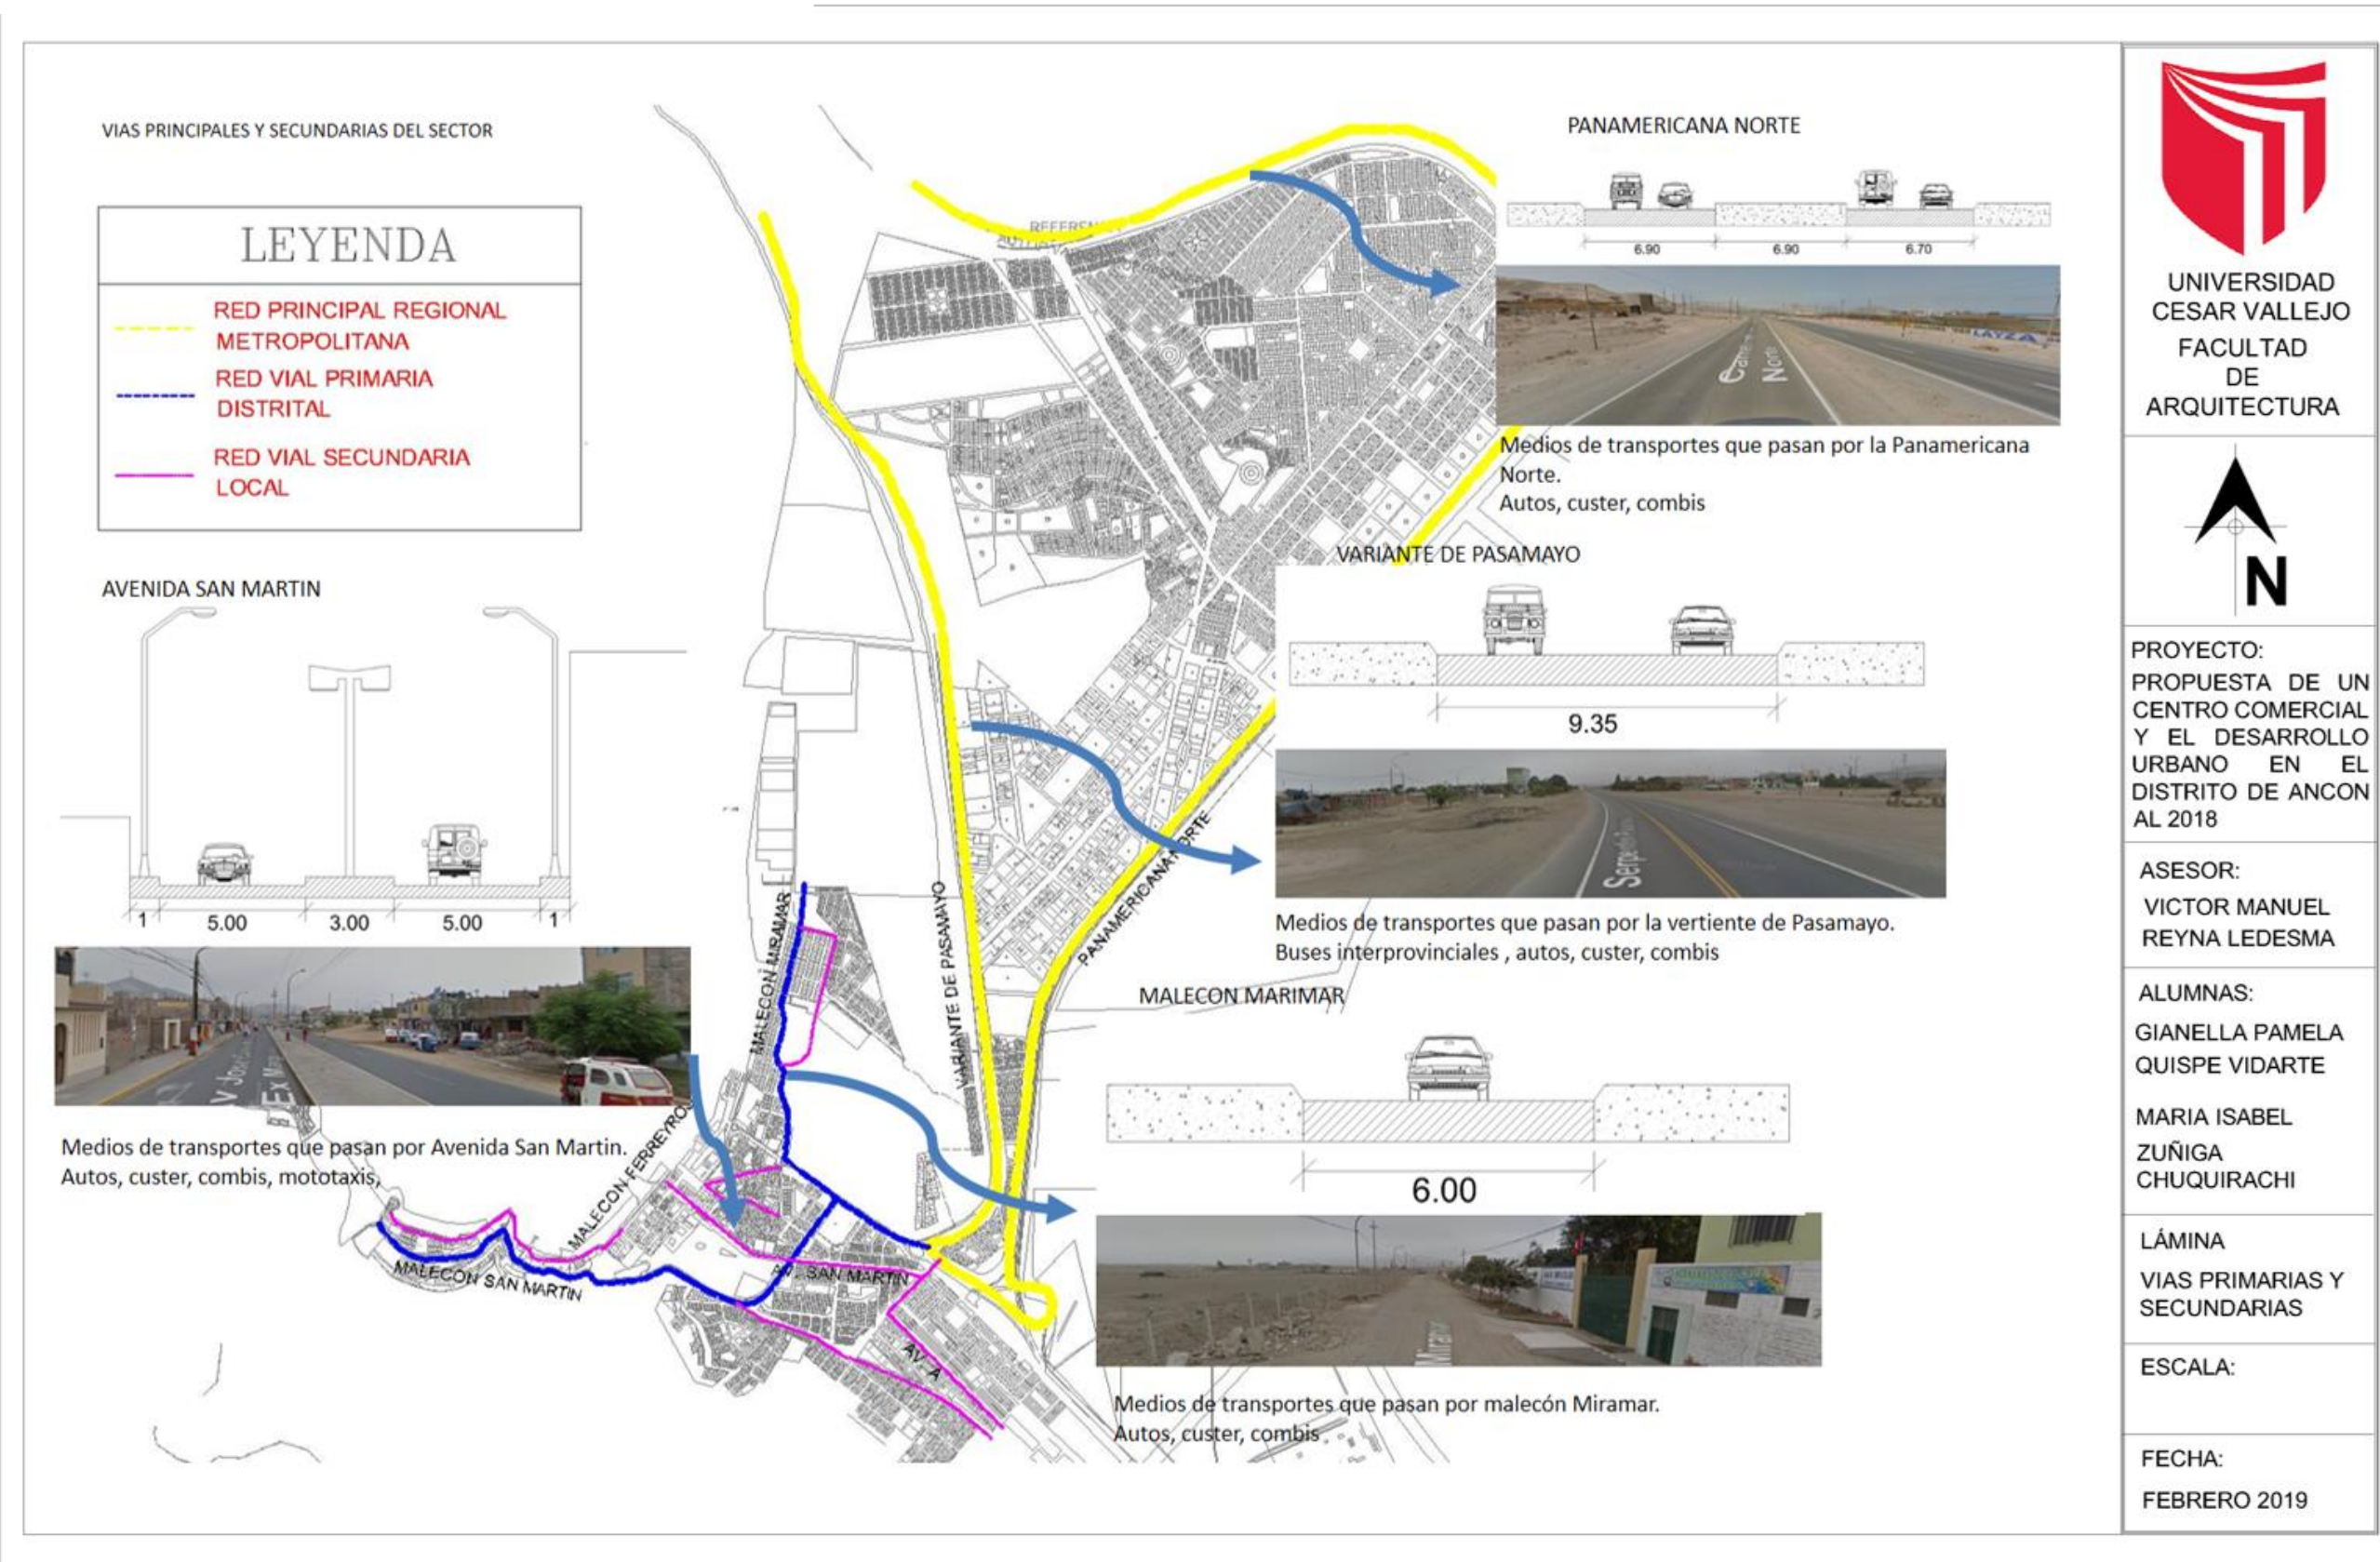 VIAS PRINCIPALES Y SECUNDARIAS DEL SECTOR
LEYENDA
RED PRINCIPAL REGIONAL
METROPOLITANA
RED VIAL PRIMARIA
DISTRITAL
RED VIAL SECUNDARIA
LOCAL
AVENIDA SAN MARTIN
1
5.00
3.00
5.00
1
Medios de transportes que pasan por Avenida San Martin.
Autos, custer, combis, mototaxis,
MALECON MIRAMAR
VARIANTE DE PASAMAYO
PANAMERICANA NORTE
MALECON FERREYROS
MALECON SAN MARTIN
AV. SAN MARTIN
AV. A
PANAMERICANA NORTE
6.90
6.90
6.70
LAYZA
Medios de transportes que pasan por la Panamericana
Norte.
Autos, custer, combis
VARIANTE DE PASAMAYO
9.35
Medios de transportes que pasan por la vertiente de Pasamayo.
Buses interprovinciales , autos, custer, combis
MALECON MARIMAR
6.00
Medios de transportes que pasan por malecón Miramar.
Autos, custer, combis
UNIVERSIDAD
CESAR VALLEJO
FACULTAD
DE
ARQUITECTURA
N
PROYECTO:
PROPUESTA DE UN
CENTRO COMERCIAL
Y EL DESARROLLO
URBANO EN EL
DISTRITO DE ANCON
AL 2018
ASESOR:
VICTOR MANUEL
REYNA LEDESMA
ALUMNAS:
GIANELLA PAMELA
QUISPE VIDARTE
MARIA ISABEL
ZUÑIGA
CHUQUIRACHI
LÁMINA
VIAS PRIMARIAS Y
SECUNDARIAS
ESCALA:
FECHA:
FEBRERO 2019